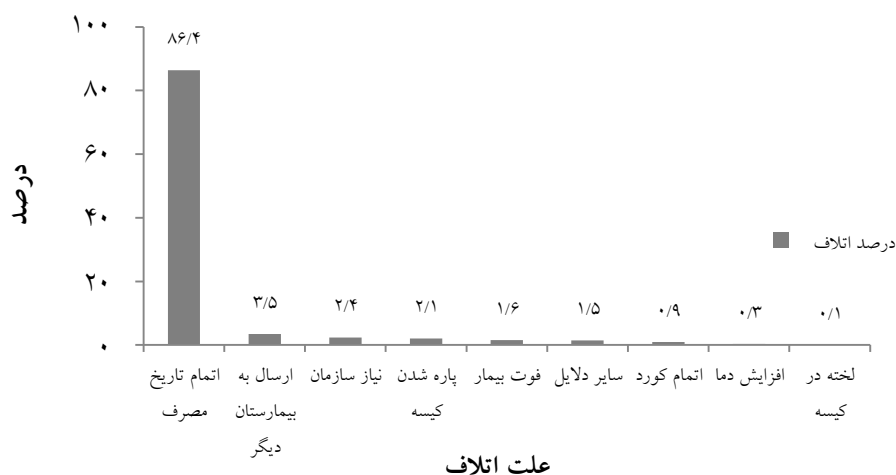 ۱۰۰
۸۰
۶۰
۴۰
۲۰
۰
درصد
۸۶/۴
۳/۵
۲/۴
۲/۱
۱/۶
۱/۵
۰/۹
۰/۳
۰/۱
درصد اتلاف
اتمام تاریخ
مصرف
ارسال به
بیمارستان
دیگر
نیاز سازمان
پاره شدن
کیسه
فوت بیمار
سایر دلایل
اتمام کورد
افزایش دما
لخته در
کیسه
علت اتلاف